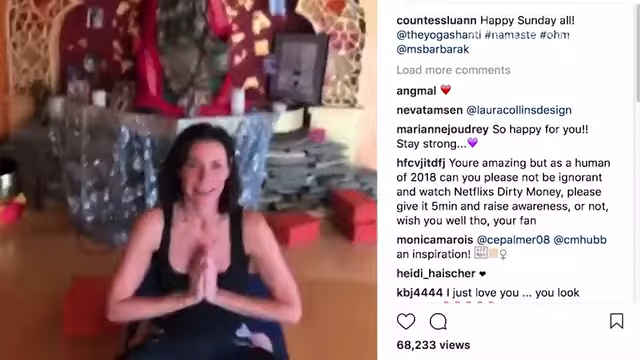 countessluann Happy Sunday all!
@theyogashanti #namaste #ohm
@msbarbarak
Load more comments
angmal ❤️
nevatamsen @lauracollinsdesign
mariannejoudrey So happy for you!!
Stay strong...💜
hfcvjitdfj Youre amazing but as a human
of 2018 can you please not be ignorant
and watch Netflixs Dirty Money, please
give it 5min and raise awareness, or not,
wish you well tho, your fan
monicamarois @cepalmer08 @cmhubb
an inspiration!
heidi_haischer ❤
kbj4444 I just love you ... you look
68,233 views